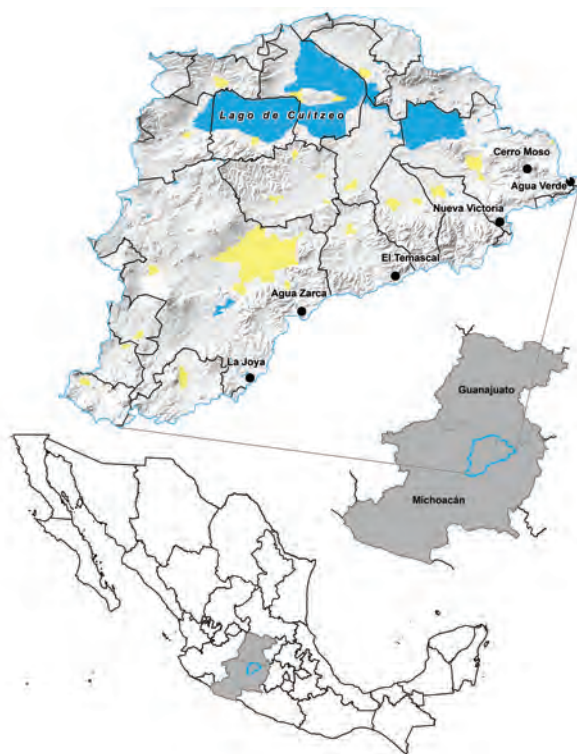 Lago de Cuitzeo
Cerro Moso
Agua Verde
Nueva Victoria
El Temascal
Agua Zarca
La Joya
Guanajuato
Michoacán